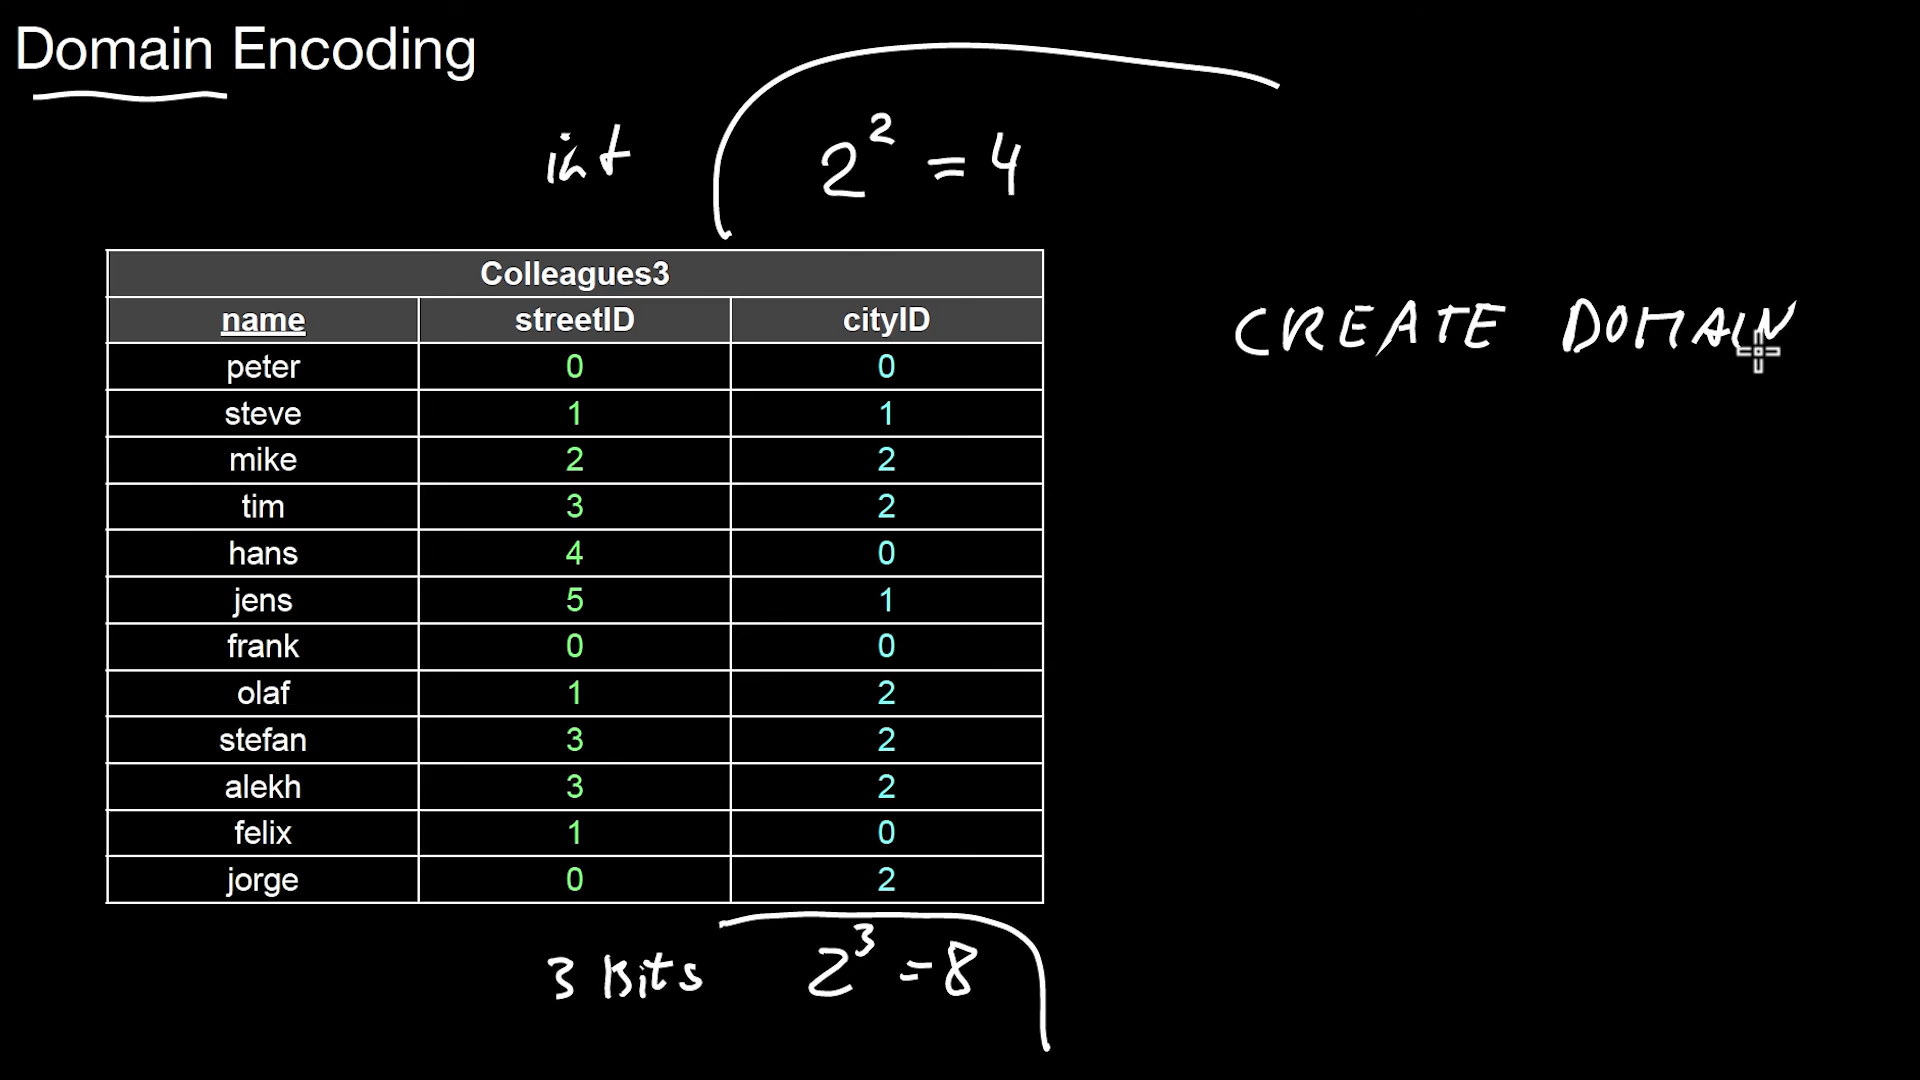 Domain Encoding
int
2² = 4
Colleagues3
name streetID cityID
peter 0 0
steve 1 1
mike 2 2
tim 3 2
hans 4 0
jens 5 1
frank 0 0
olaf 1 2
stefan 3 2
alekh 3 2
felix 1 0
jorge 0 2
CREATE DOMAIN
3 bits 2³ = 8